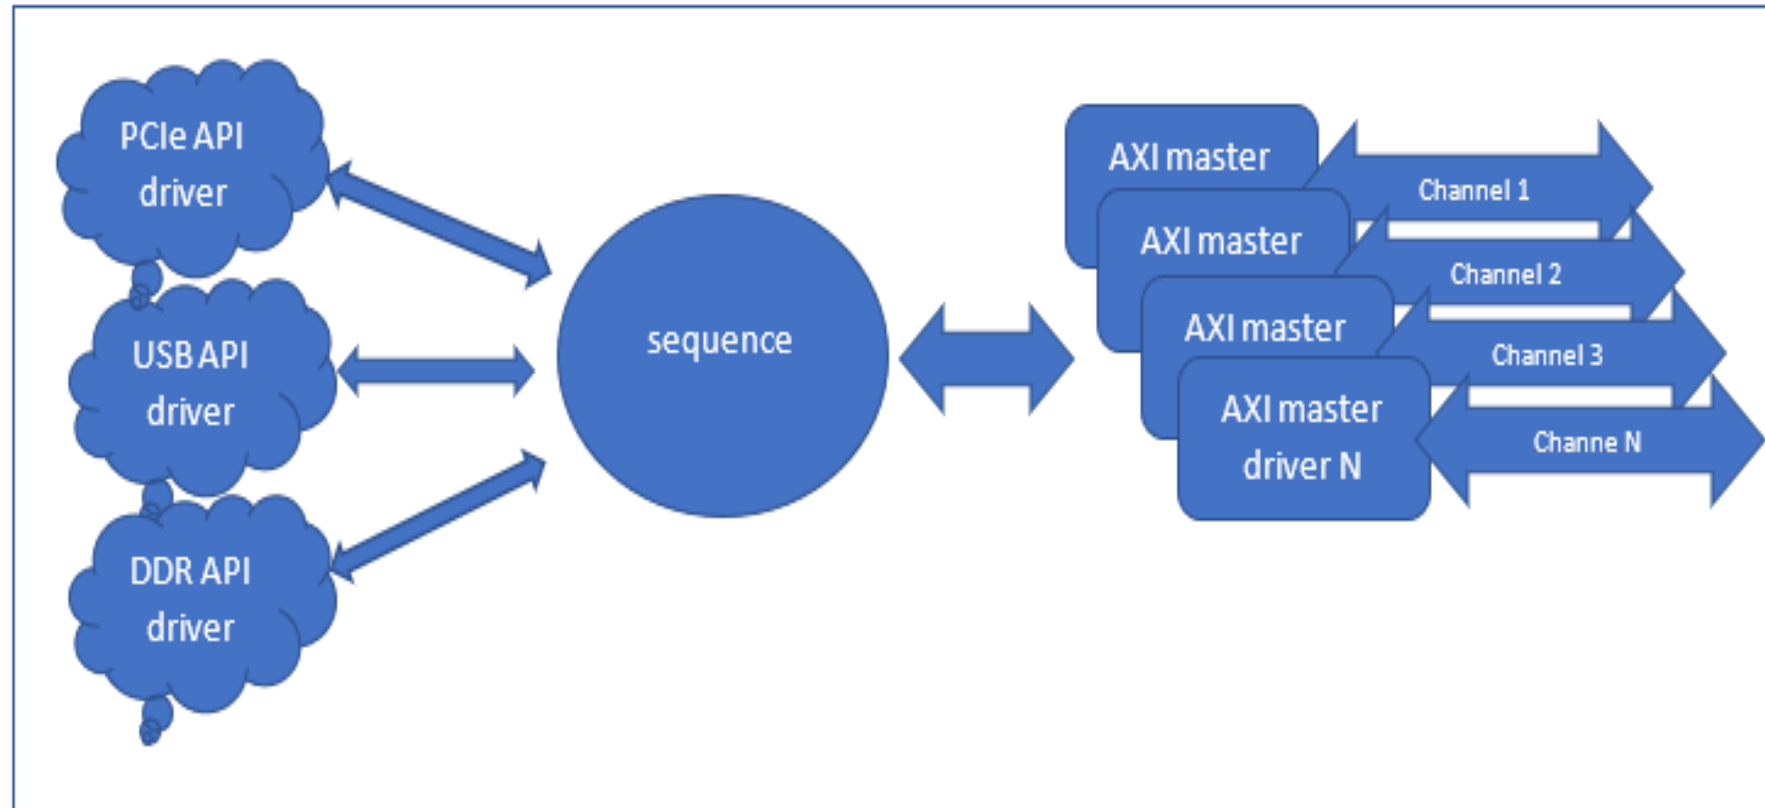 PCIe API
driver
USB API
driver
DDR API
driver
sequence
AXI master
AXI master
AXI master
AXI master
driver N
Channel 1
Channel 2
Channel 3
Channe N